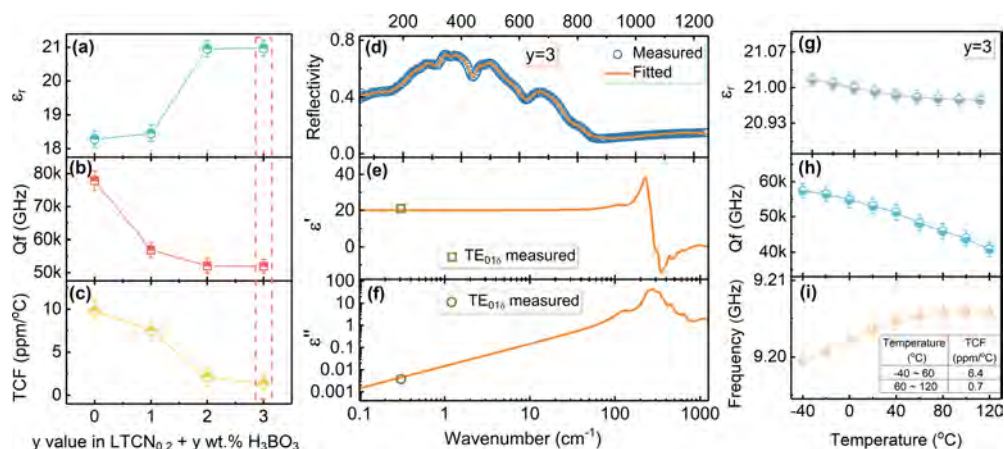 (a)
21
20
19
18
εr
(b)
80k
70k
60k
50k
Qf (GHz)
(c)
10
5
0
TCF (ppm/°C)
0 1 2 3
y value in LTCN0.2 + y wt.% H3BO3
200 400 600 800 1000 1200
(d)
y=3
Measured
Fitted
0.8
0.4
0.0
Reflectivity
(e)
40
20
0
ε'
TE01δ measured
(f)
100
10
1
0.1
0.01
0.001
ε''
TE01δ measured
0.1 1 10 100 1000
Wavenumber (cm-1)
(g)
y=3
21.07
21.00
20.93
εr
(h)
60k
50k
40k
Qf (GHz)
(i)
9.21
9.20
Frequency (GHz)
Temperature TCF
(°C) (ppm/°C)
-40 ~ 60 6.4
60 ~ 120 0.7
-40 0 40 80 120
Temperature (°C)